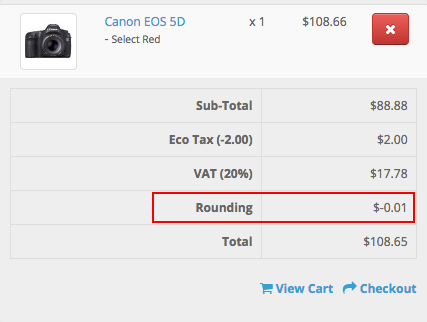 Canon EOS 5D x 1 $108.66
- Select Red
Sub-Total $88.88
Eco Tax (-2.00) $2.00
VAT (20%) $17.78
Rounding $-0.01
Total $108.65
View Cart Checkout